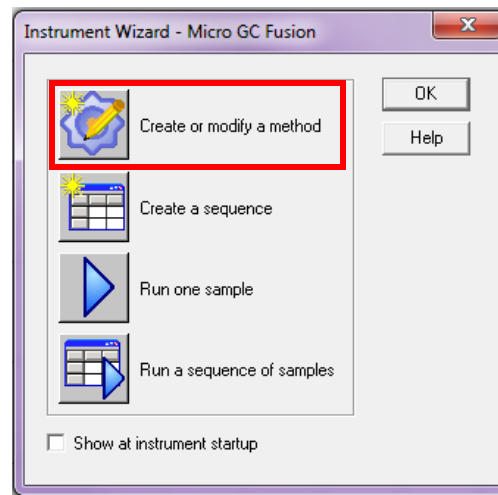 Instrument Wizard - Micro GC Fusion
OK
Create or modify a method
Help
Create a sequence
Run one sample
Run a sequence of samples
Show at instrument startup